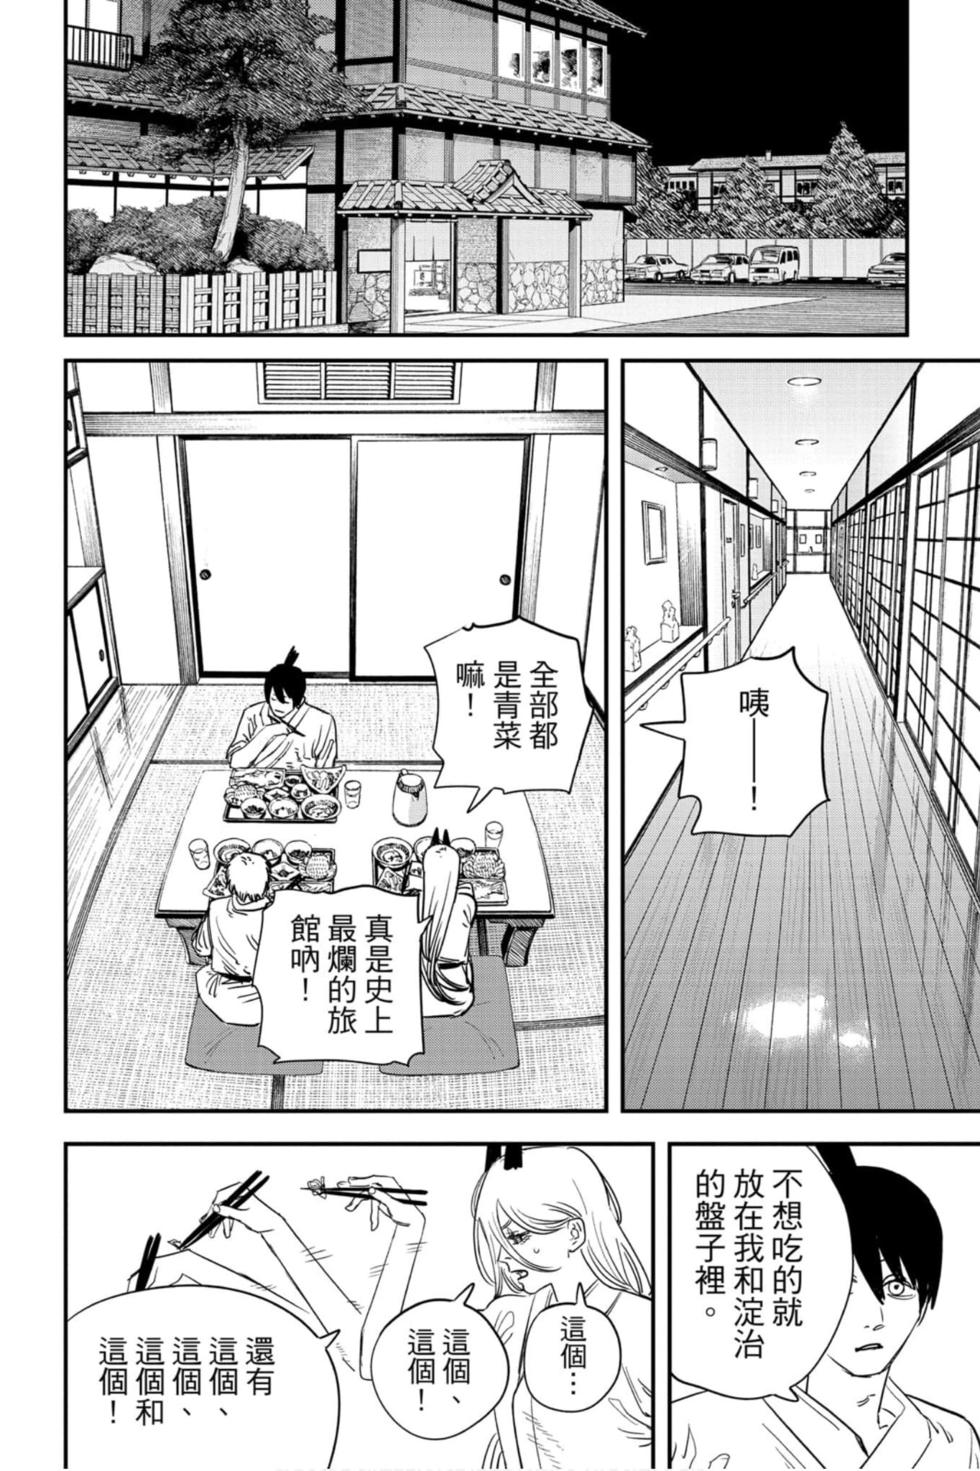 咦——！
全部都
是青菜
嘛！
真是史上
最爛的旅
館吶！
不想吃的就
放在我和淀治
的盤子裡。
這個…
這個、
這個！
還有
這個、
這個、
這個和
這個！